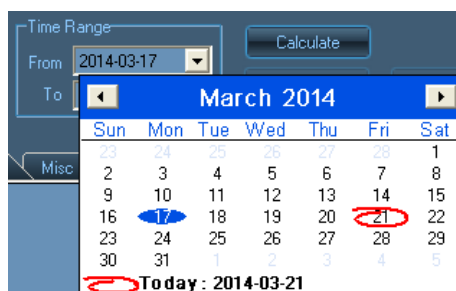 Time Range
Calculate
From 2014-03-17
To
March 2014
Misc
Sun Mon Tue Wed Thu Fri Sat
23 24 25 26 27 28 1
2 3 4 5 6 7 8
9 10 11 12 13 14 15
16 17 18 19 20 21 22
23 24 25 26 27 28 29
30 31 1 2 3 4 5
Today: 2014-03-21